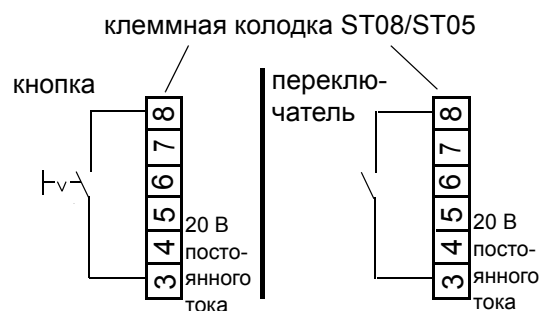 клеммная колодка ST08/ST05
кнопка
8
7
6
5
4
3
20 В
посто-
янного
тока
переклю-
чатель
8
7
6
5
4
3
20 В
посто-
янного
тока